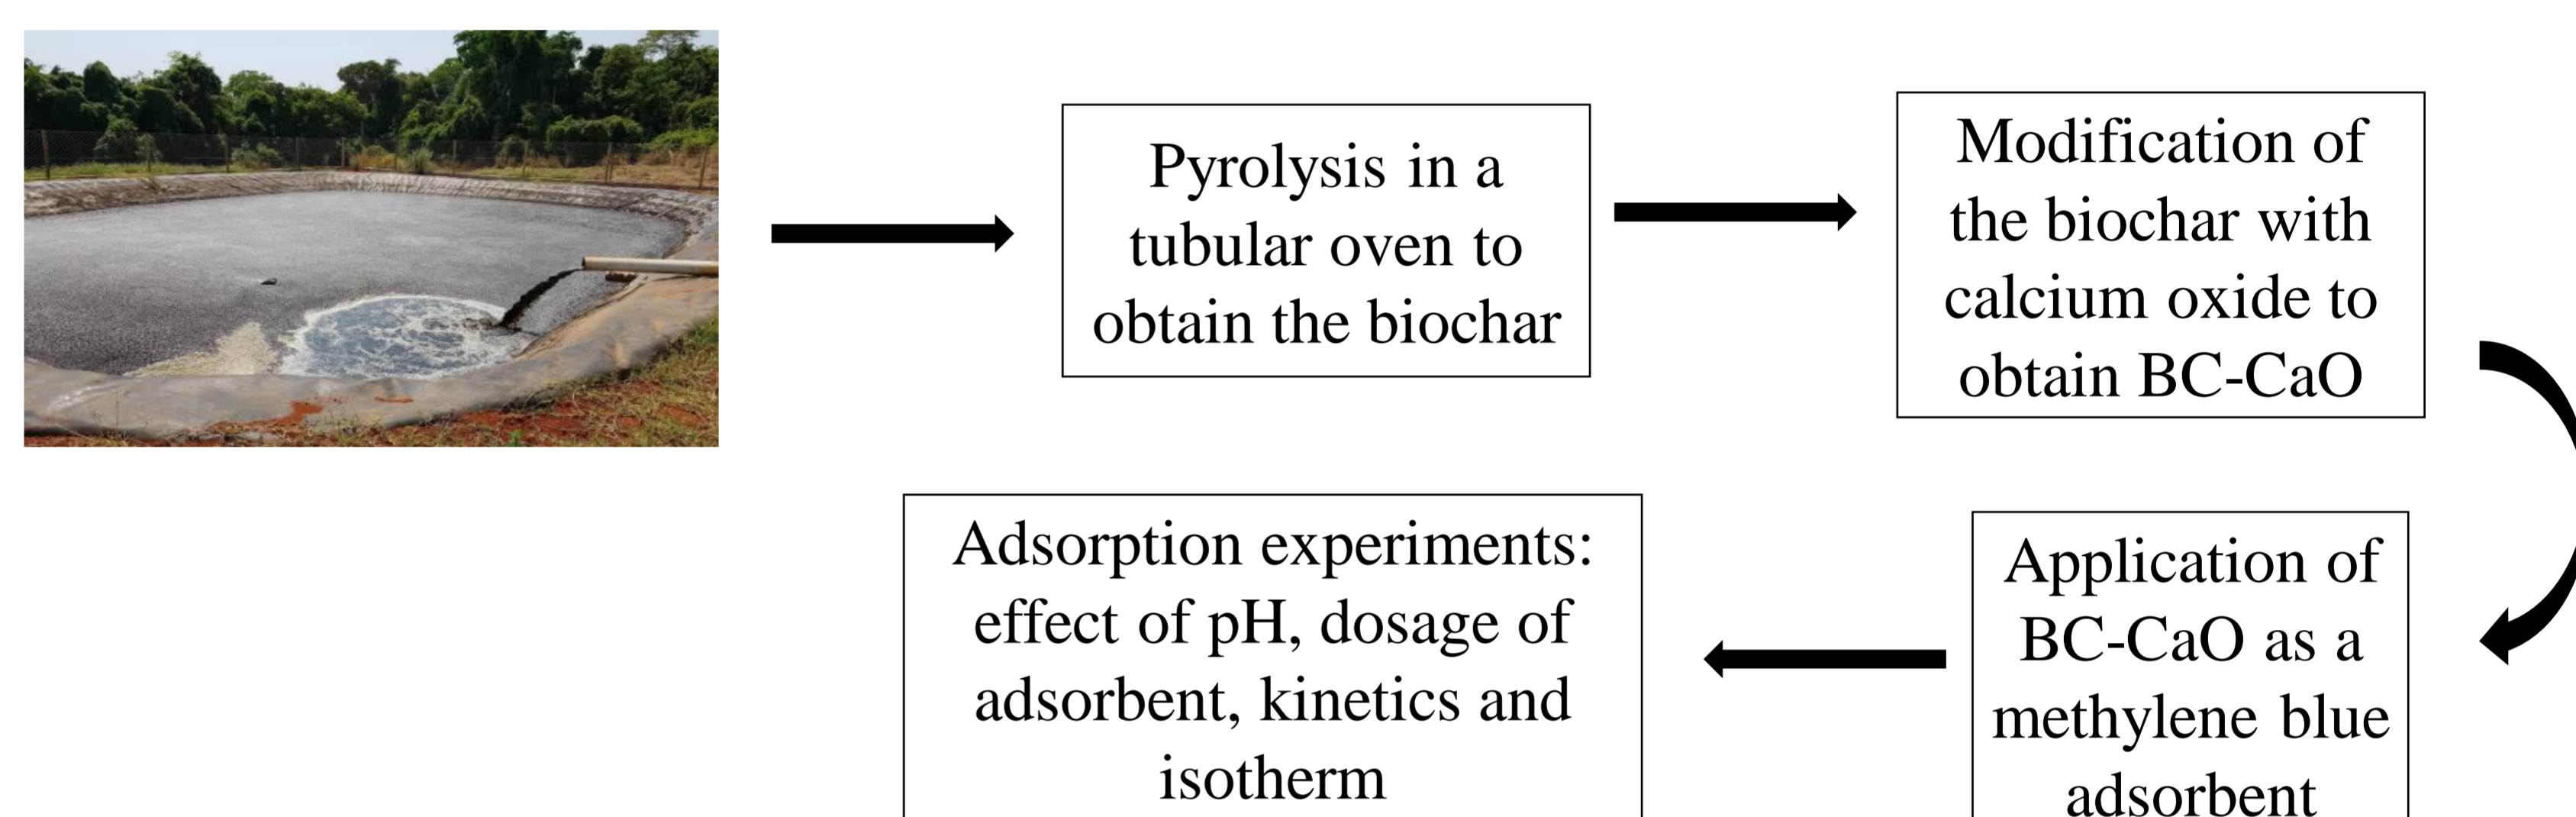 Pyrolysis in a
tubular oven to
obtain the biochar
Modification of
the biochar with
calcium oxide to
obtain BC-CaO
Application of
BC-CaO as a
methylene blue
adsorbent
Adsorption experiments:
effect of pH, dosage of
adsorbent, kinetics and
isotherm